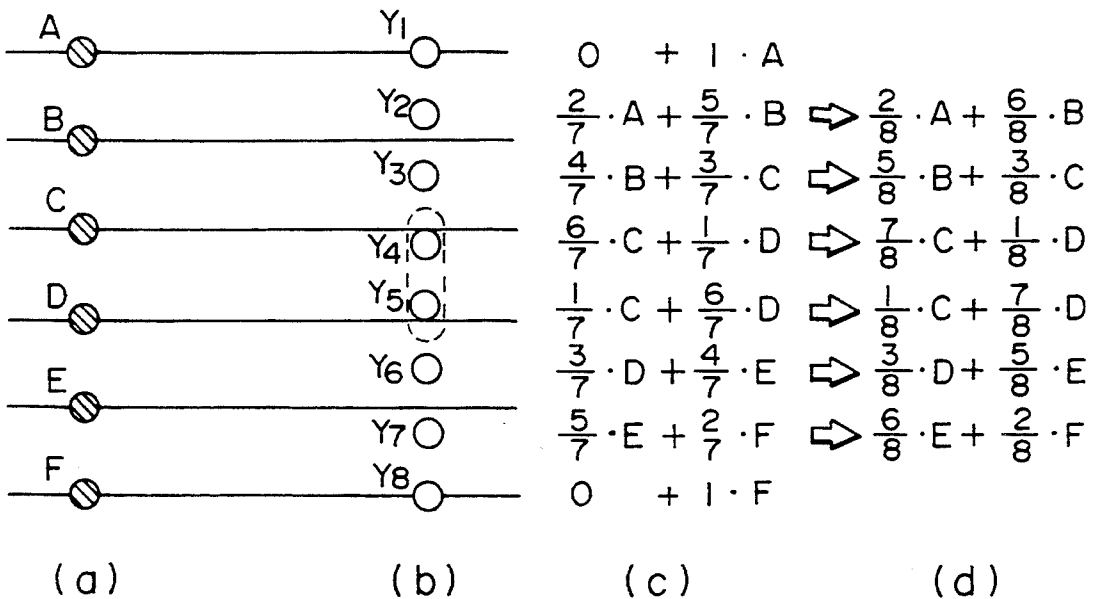 A Y1 0 + 1 · A
B Y2 2/7 · A + 5/7 · B ⇨ 2/8 · A + 6/8 · B
Y3 4/7 · B + 3/7 · C ⇨ 5/8 · B + 3/8 · C
C Y4 6/7 · C + 1/7 · D ⇨ 7/8 · C + 1/8 · D
D Y5 1/7 · C + 6/7 · D ⇨ 1/8 · C + 7/8 · D
Y6 3/7 · D + 4/7 · E ⇨ 3/8 · D + 5/8 · E
E Y7 5/7 · E + 2/7 · F ⇨ 6/8 · E + 2/8 · F
F Y8 0 + 1 · F
(a) (b) (c) (d)